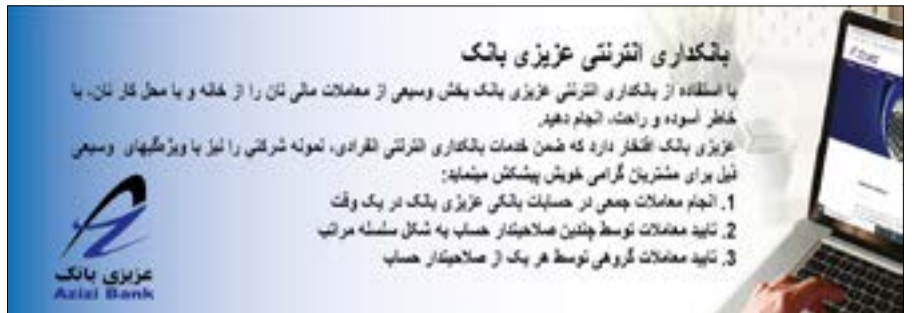 بانکداری انترنتی عزیزی بانک
با استفاده از بانکداری انترنتی عزیزی بانک بخش وسیعی از معاملات مالی تان را از خانه و یا محل کار تان، با
خاطر آسوده و راحت، انجام دهید.
عزیزی بانک افتخار دارد که ضمن خدمات بانکداری انترنتی انفرادی، نمونه شرکتی را نیز با ویژگیهای وسیعی
ذیل برای مشتریان گرامی خویش پیشکش مینماید:
1. انجام معاملات جمعی در حسابات بانکی عزیزی بانک در یک وقت
2. تایید معاملات توسط چندین صلاحیتدار حساب به شکل سلسله مراتب
3. تایید معاملات گروهی توسط هر یک از صلاحیتدار حساب
عزیزی بانک
Azizi Bank